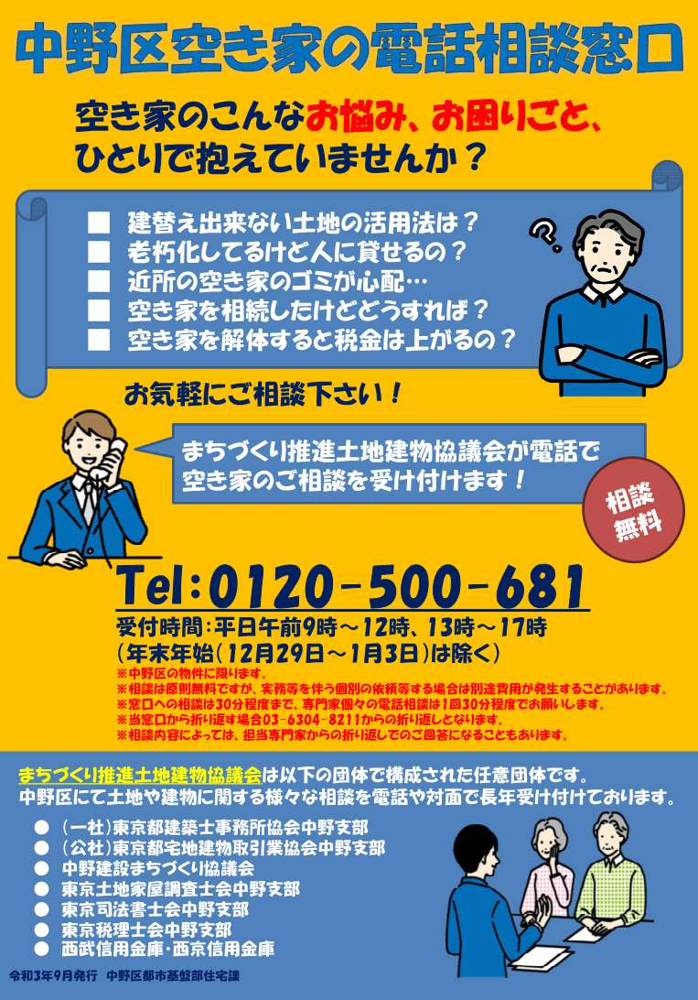 中野区空き家の電話相談窓口
空き家のこんなお悩み、お困りごと、
ひとりで抱えていませんか？
■ 建替え出来ない土地の活用法は？
■ 老朽化してるけど人に貸せるの？
■ 近所の空き家のゴミが心配…
■ 空き家を相続したけどどうすれば？
■ 空き家を解体すると税金は上がるの？
お気軽にご相談下さい！
まちづくり推進土地建物協議会が電話で
空き家のご相談を受け付けます！
相談
無料
Tel：0120-500-681
受付時間：平日午前9時～12時、13時～17時
（年末年始（12月29日～1月3日）は除く）
※中野区の物件に限ります。
※相談は原則無料ですが、実務等を伴う個別の依頼等する場合は別途費用が発生することがあります。
※窓口への相談は30分程度まで、専門家個々の電話相談は1回30分程度でお願いします。
※当窓口から折り返す場合03-6304-8211からの折り返しとなります。
※相談内容によっては、担当専門家からの折り返しでのご回答になることもあります。
まちづくり推進土地建物協議会は以下の団体で構成された任意団体です。
中野区にて土地や建物に関する様々な相談を電話や対面で長年受け付けております。
● （一社）東京都建築士事務所協会中野支部
● （公社）東京都宅地建物取引業協会中野支部
● 中野建設まちづくり協議会
● 東京土地家屋調査士会中野支部
● 東京司法書士会中野支部
● 東京税理士会中野支部
● 西武信用金庫・西京信用金庫
令和3年9月発行 中野区都市基盤部住宅課